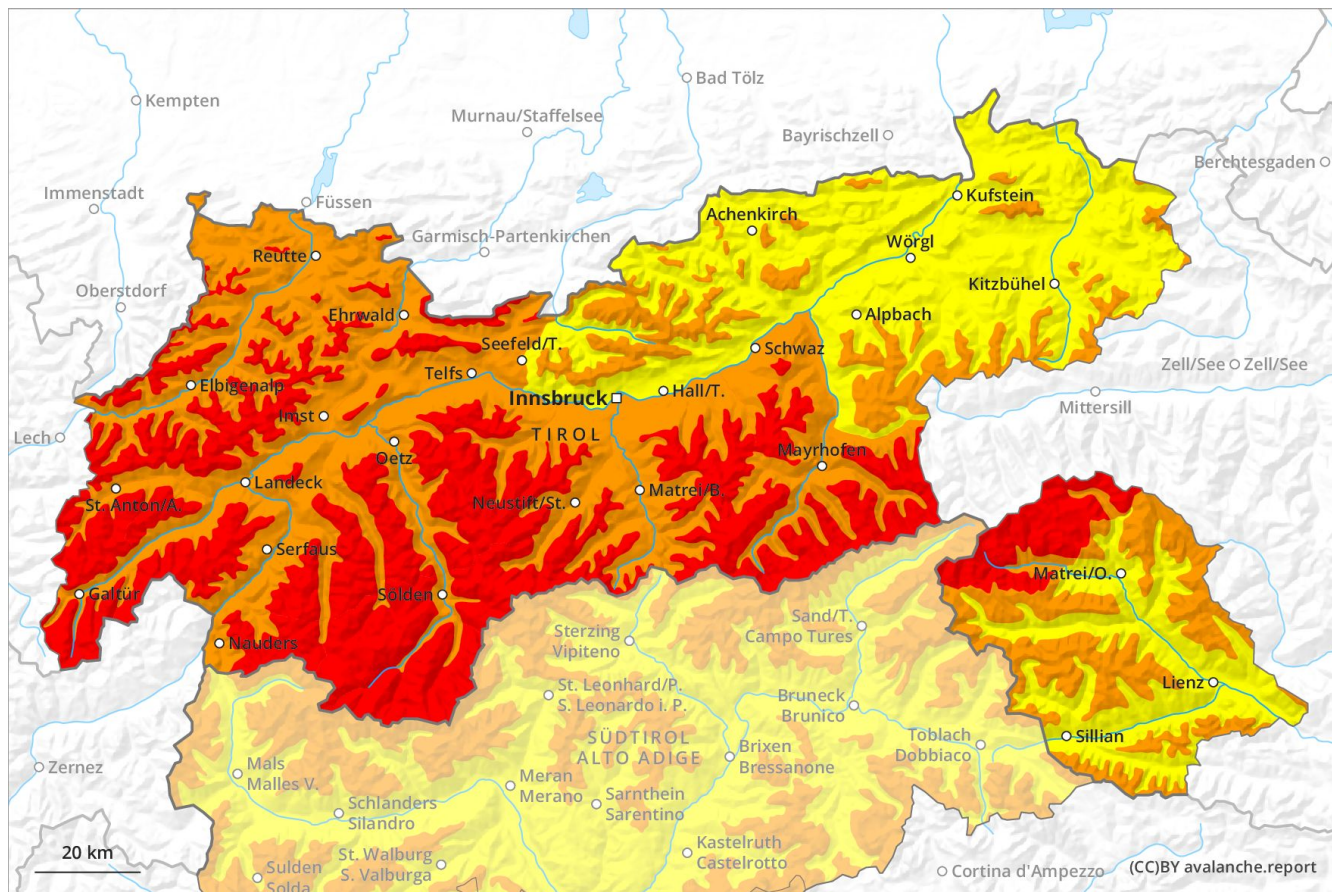 Bad Tölz
Kempten
Murnau/Staffelsee
Bayrischzell
Berchtesgaden
Immenstadt
Füssen
Kufstein
Achenkirch
Garmisch-Partenkirchen
Wörgl
Reutte
Kitzbühel
Oberstdorf
Ehrwald
Alpbach
Seefeld/T.
Schwaz
Zell/See
Zell/See
Telfs
Elbigenalp
Hall/T.
Innsbruck
Mittersill
Imst
Lech
TIROL
Mayrhofen
Oetz
Landeck
Matrei/B.
St. Anton/A.
Neustift/St.
Serfaus
Matrei/O.
Galtür
Sölden
Sand/T.
Campo Tures
Sterzing
Vipiteno
Nauders
Lienz
St. Leonhard/P.
S. Leonardo i. P.
Bruneck
Brunico
Sillian
Toblach
Dobbiaco
SÜDTIROL
ALTO ADIGE
Brixen
Bressanone
Zernez
Mals
Malles V.
Meran
Merano
Sarnthein
Sarentino
Schlanders
Silandro
Kastelruth
Castelrotto
20 km
St. Walburg
S. Valburga
Sulden
Solda
Cortina d'Ampezzo
(CC)BY avalanche.report